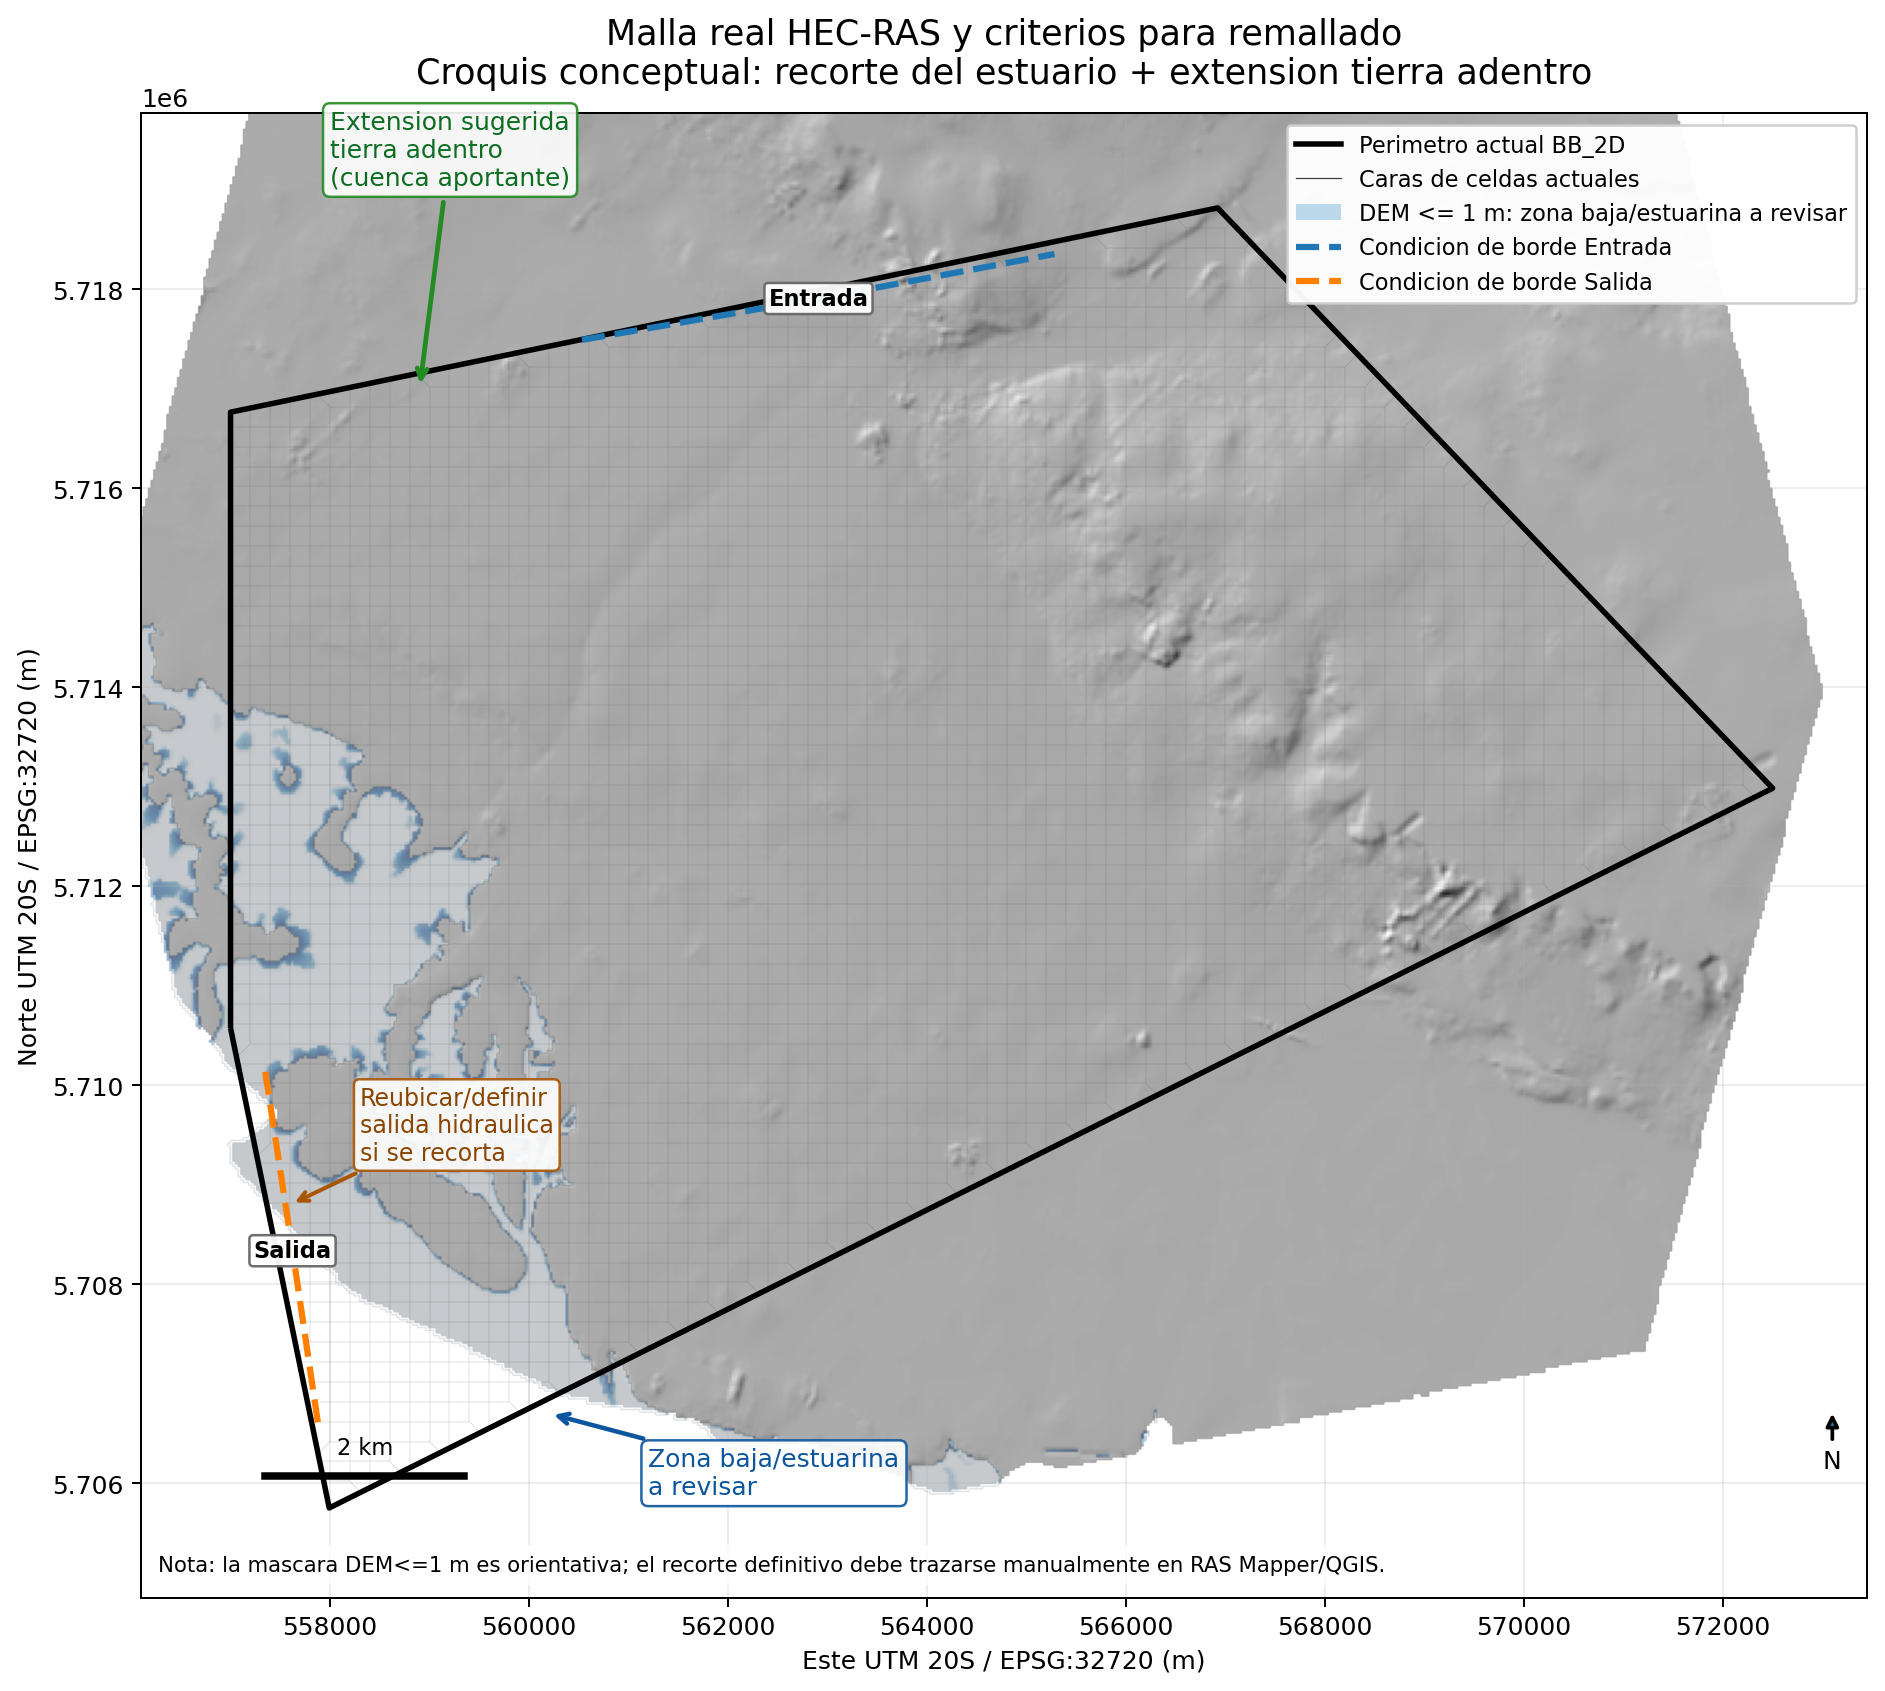 Malla real HEC-RAS y criterios para remallado
Croquis conceptual: recorte del estuario + extension tierra adentro
1e6
Extension sugerida
tierra adentro
(cuenca aportante)
Perimetro actual BB_2D
Caras de celdas actuales
DEM <= 1 m: zona baja/estuarina a revisar
Condicion de borde Entrada
Condicion de borde Salida
Entrada
5.718
5.716
5.714
5.712
5.710
5.708
5.706
Norte UTM 20S / EPSG:32720 (m)
Reubicar/definir
salida hidraulica
si se recorta
Salida
2 km
Zona baja/estuarina
a revisar
N
Nota: la mascara DEM<=1 m es orientativa; el recorte definitivo debe trazarse manualmente en RAS Mapper/QGIS.
558000
560000
562000
564000
566000
568000
570000
572000
Este UTM 20S / EPSG:32720 (m)